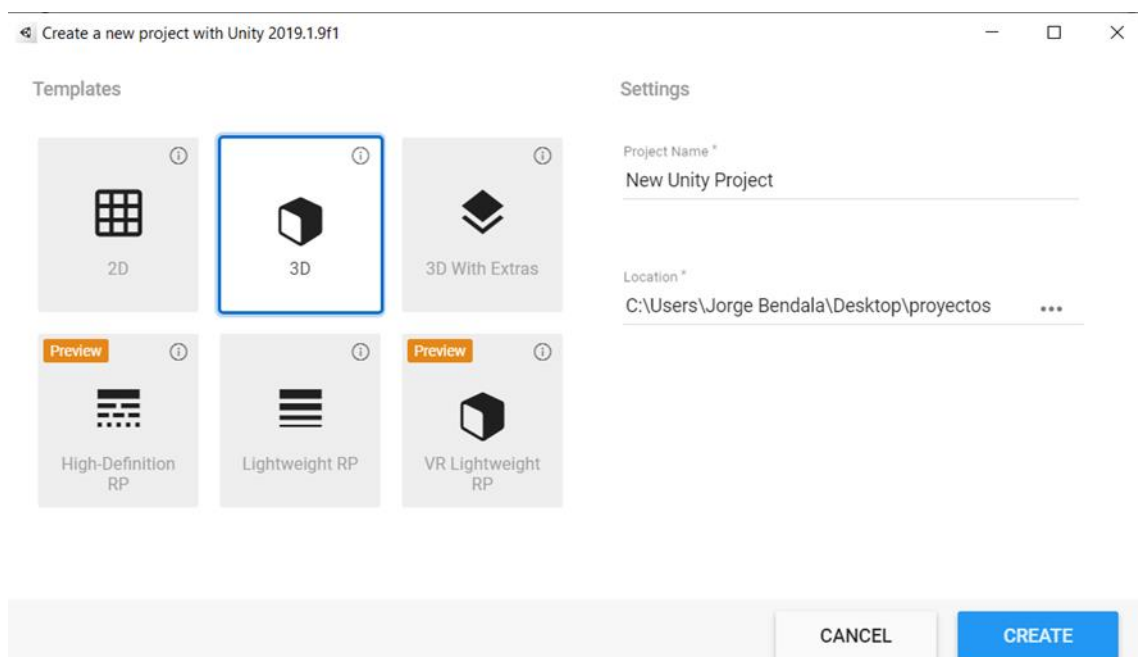 Create a new project with Unity 2019.1.9f1
Templates
Settings
2D
3D
3D With Extras
Preview
High-Definition
RP
Lightweight RP
Preview
VR Lightweight
RP
Project Name *
New Unity Project
Location *
C:\Users\Jorge Bendala\Desktop\proyectos
CANCEL
CREATE